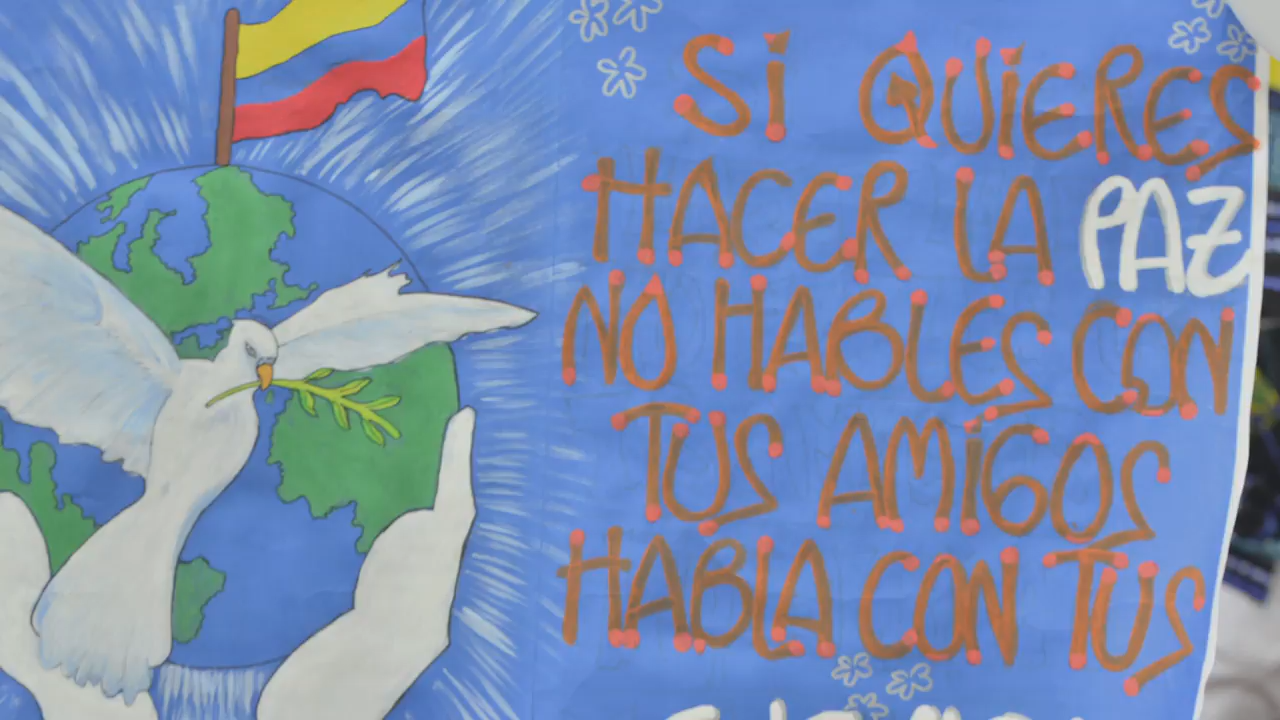 SI QUIERES
HACER LA PAZ
NO HABLES CON
TUS AMIGOS
HABLA CON TUS